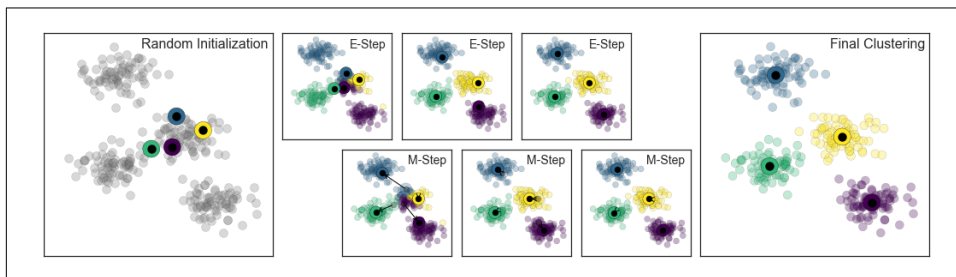 Random Initialization
E-Step
E-Step
E-Step
Final Clustering
M-Step
M-Step
M-Step